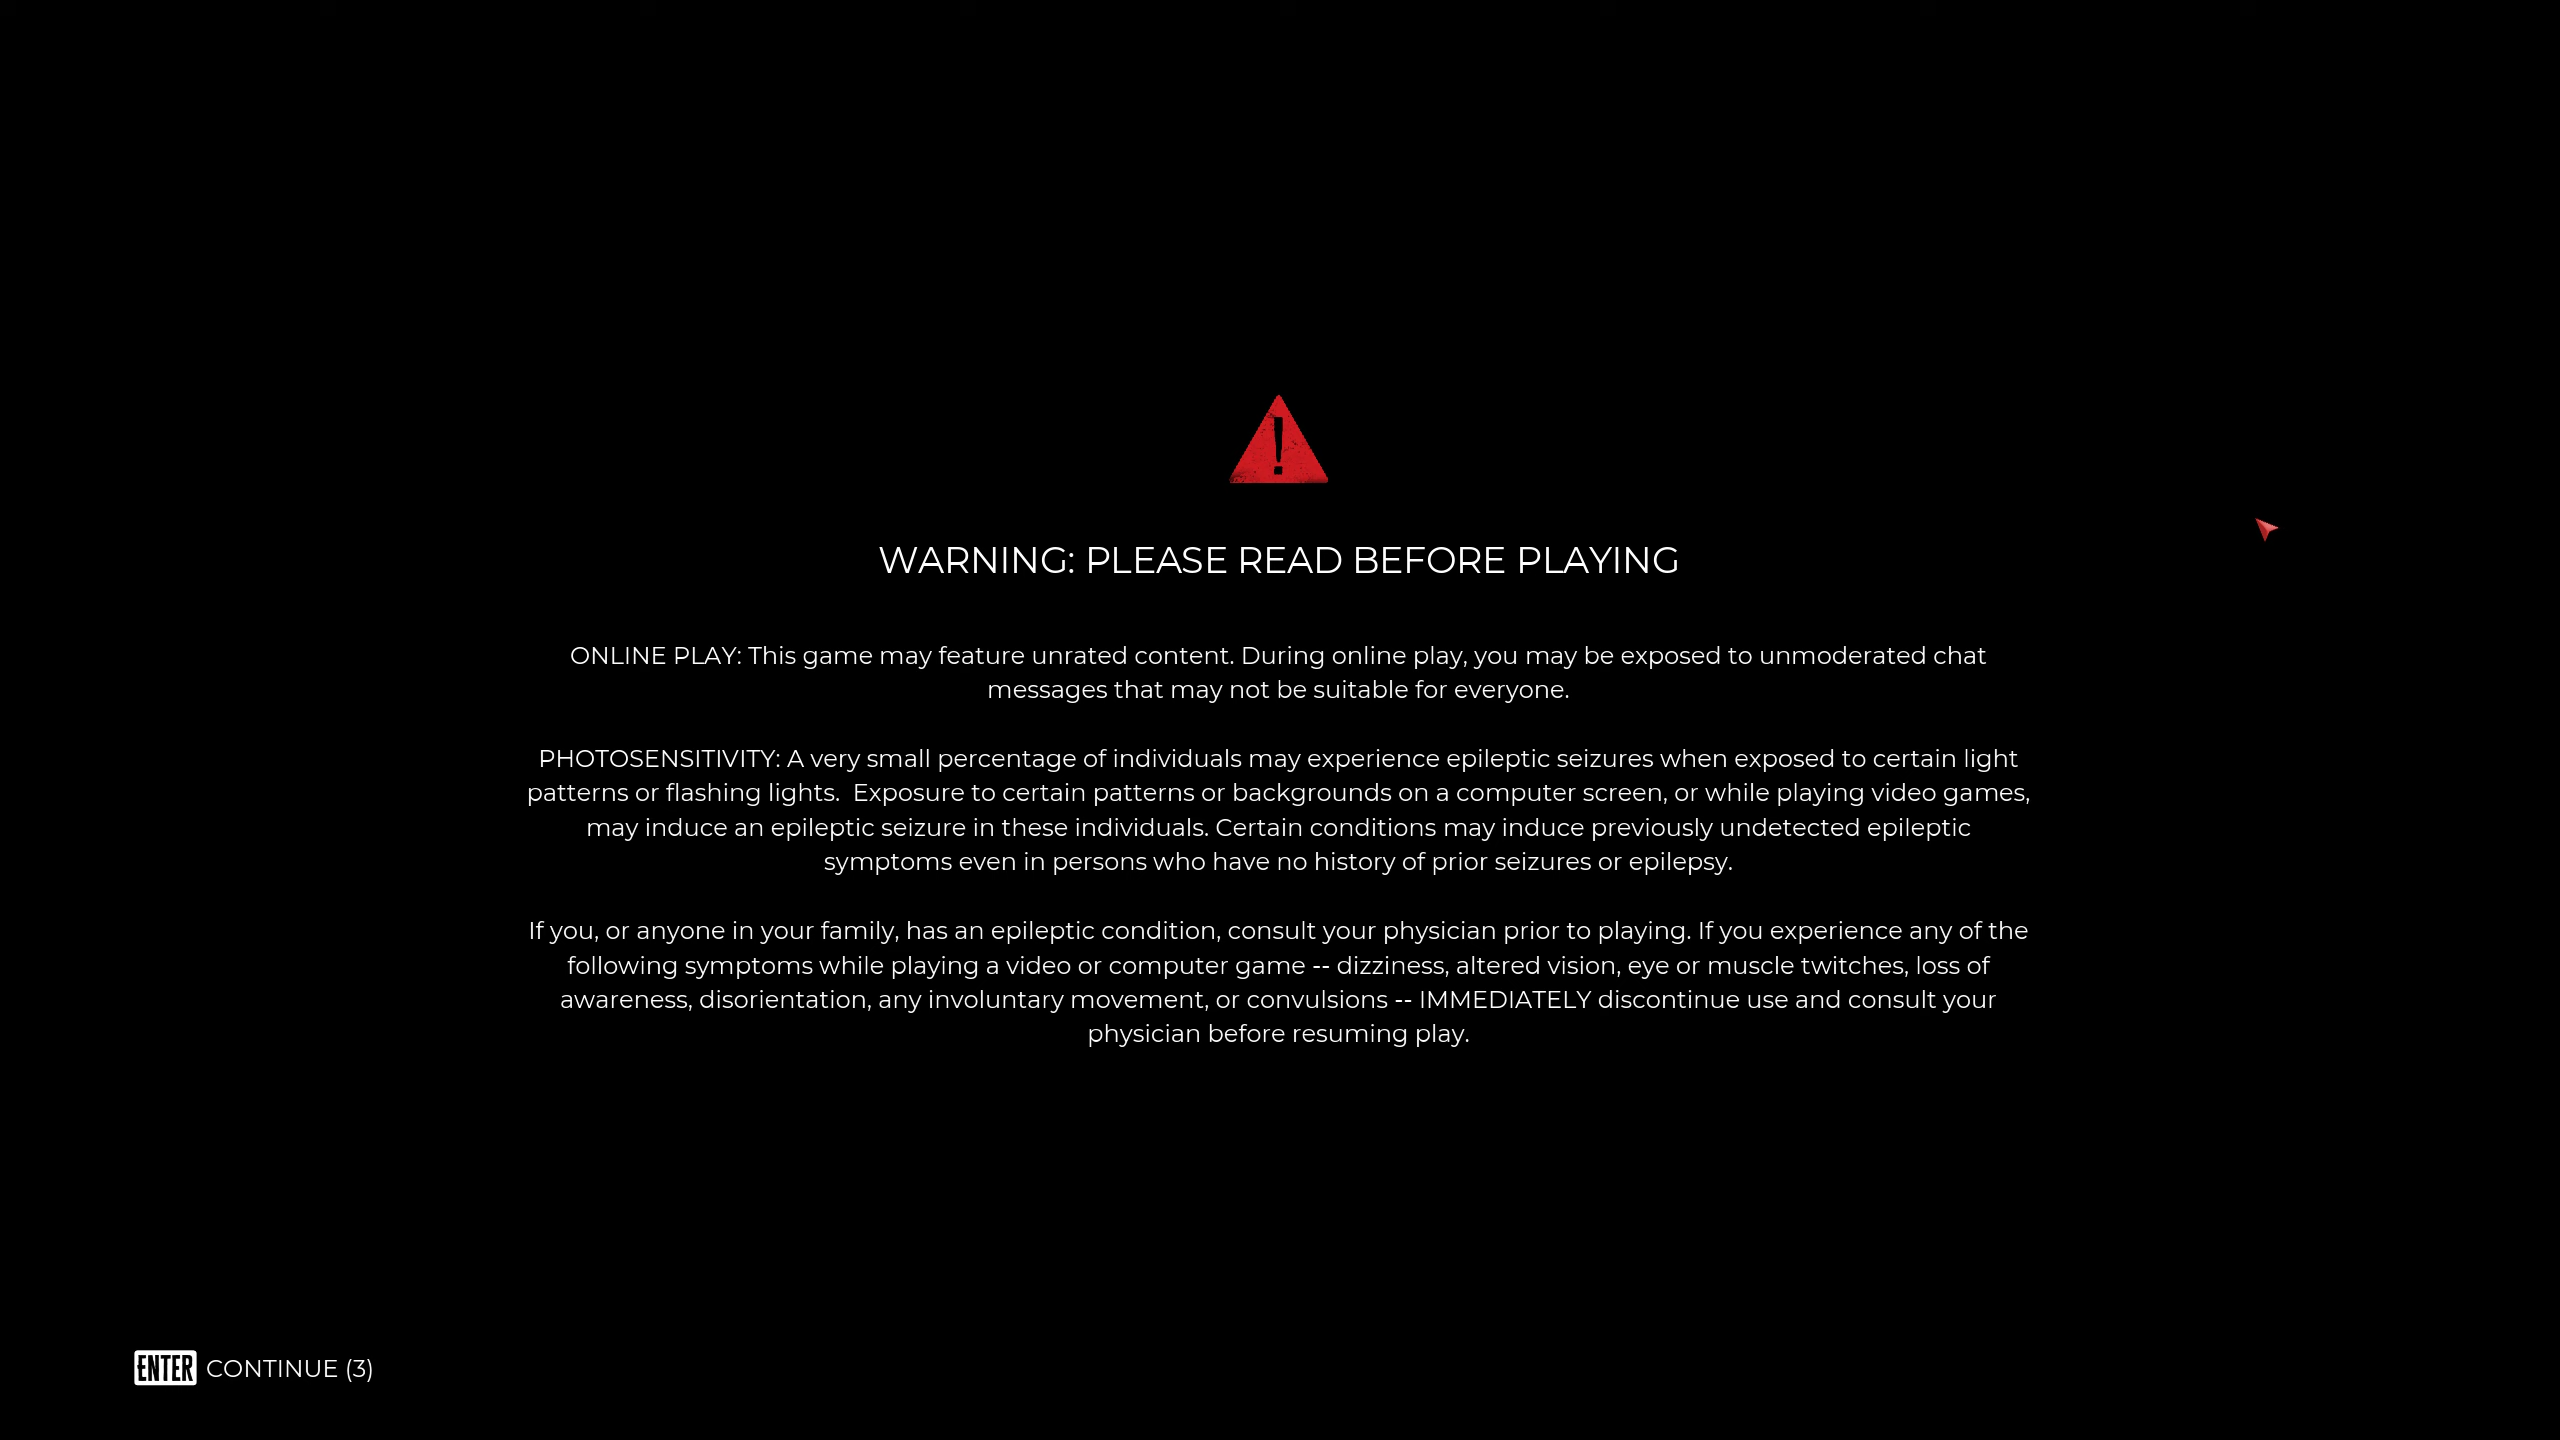 !
WARNING: PLEASE READ BEFORE PLAYING
ONLINE PLAY: This game may feature unrated content. During online play, you may be exposed to unmoderated chat
messages that may not be suitable for everyone.
PHOTOSENSITIVITY: A very small percentage of individuals may experience epileptic seizures when exposed to certain light
patterns or flashing lights.  Exposure to certain patterns or backgrounds on a computer screen, or while playing video games,
may induce an epileptic seizure in these individuals. Certain conditions may induce previously undetected epileptic
symptoms even in persons who have no history of prior seizures or epilepsy.
If you, or anyone in your family, has an epileptic condition, consult your physician prior to playing. If you experience any of the
following symptoms while playing a video or computer game -- dizziness, altered vision, eye or muscle twitches, loss of
awareness, disorientation, any involuntary movement, or convulsions -- IMMEDIATELY discontinue use and consult your
physician before resuming play.
ENTER CONTINUE (3)